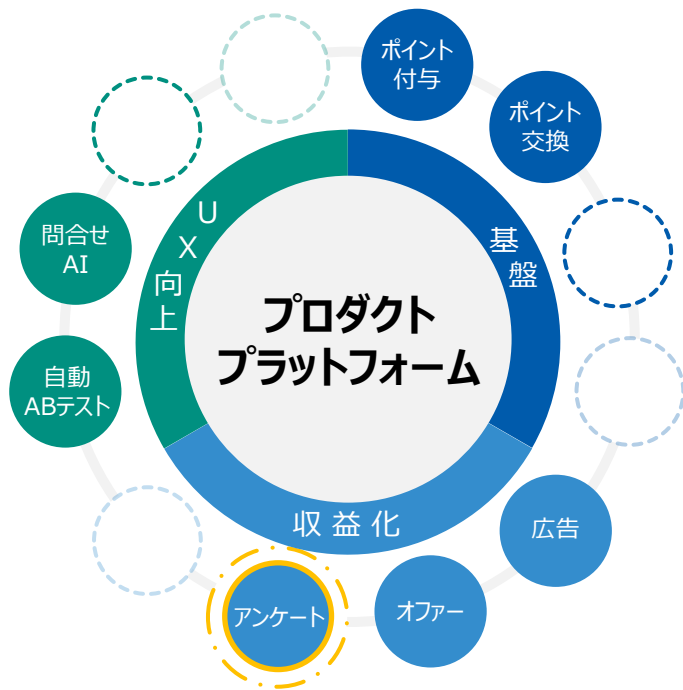 プロダクト
プラットフォーム
基盤
ポイント
付与
ポイント
交換
収益化
広告
オファー
アンケート
UX向上
自動
ABテスト
問合せ
AI